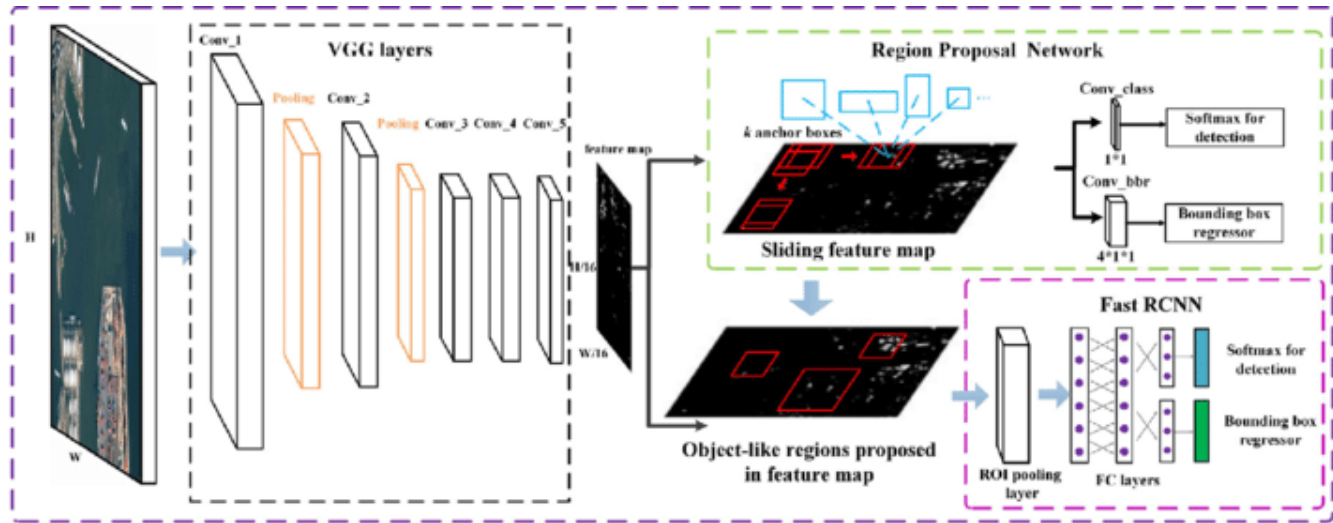 VGG layers
Conv_1
Pooling
Conv_2
Pooling
Conv_3
Conv_4
Conv_5
H
W
feature map
H/16
W/16
Region Proposal Network
k anchor boxes
...
Sliding feature map
Conv_class
1*1
Softmax for
detection
Conv_bbr
4*1*1
Bounding box
regressor
Object-like regions proposed
in feature map
Fast RCNN
ROI pooling
layer
FC layers
Softmax for
detection
Bounding box
regressor